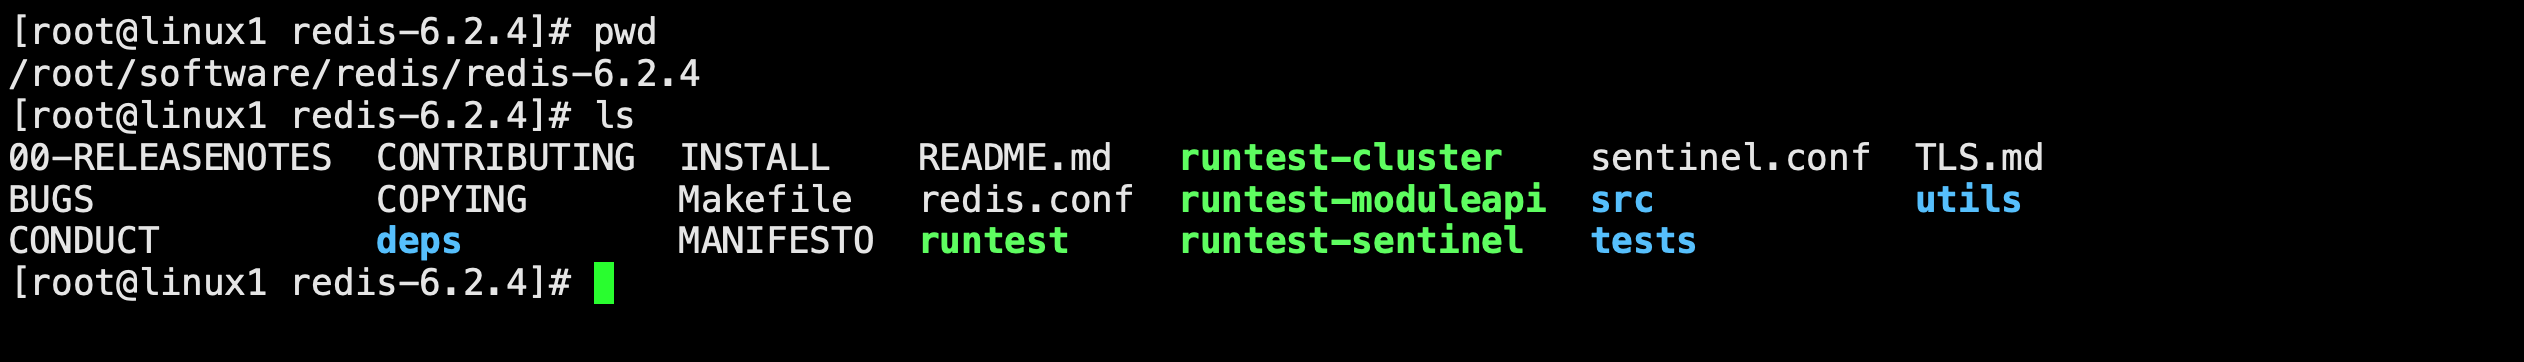 [root@linux1 redis-6.2.4]# pwd
/root/software/redis/redis-6.2.4
[root@linux1 redis-6.2.4]# ls
00-RELEASENOTES  CONTRIBUTING  INSTALL    README.md   runtest-cluster    sentinel.conf  TLS.md
BUGS             COPYING       Makefile   redis.conf  runtest-moduleapi  src            utils
CONDUCT          deps          MANIFESTO  runtest     runtest-sentinel   tests
[root@linux1 redis-6.2.4]#